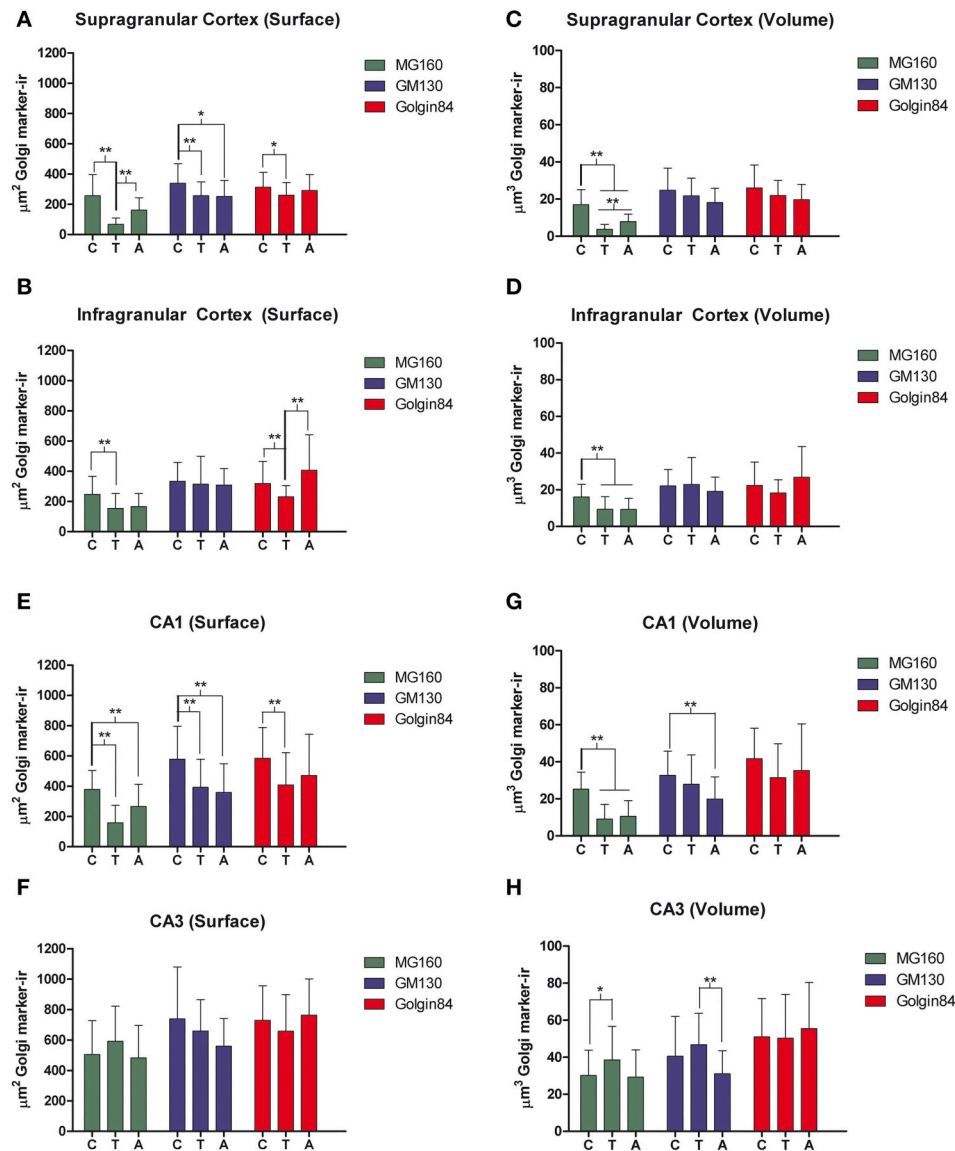 A
Supragranular Cortex (Surface)
1200
1000
800
600
400
200
0
μm² Golgi marker-ir
MG160
GM130
Golgin84
** ** ** * *
C T A C T A C T A
C
Supragranular Cortex (Volume)
100
80
60
40
20
0
μm³ Golgi marker-ir
MG160
GM130
Golgin84
** **
C T A C T A C T A
B
Infragranular Cortex (Surface)
1200
1000
800
600
400
200
0
μm² Golgi marker-ir
MG160
GM130
Golgin84
** ** **
C T A C T A C T A
D
Infragranular Cortex (Volume)
100
80
60
40
20
0
μm³ Golgi marker-ir
MG160
GM130
Golgin84
**
C T A C T A C T A
E
CA1 (Surface)
1200
1000
800
600
400
200
0
μm² Golgi marker-ir
MG160
GM130
Golgin84
** ** ** ** **
C T A C T A C T A
G
CA1 (Volume)
100
80
60
40
20
0
μm³ Golgi marker-ir
MG160
GM130
Golgin84
** **
C T A C T A C T A
F
CA3 (Surface)
1200
1000
800
600
400
200
0
μm² Golgi marker-ir
MG160
GM130
Golgin84
C T A C T A C T A
H
CA3 (Volume)
100
80
60
40
20
0
μm³ Golgi marker-ir
MG160
GM130
Golgin84
* **
C T A C T A C T A